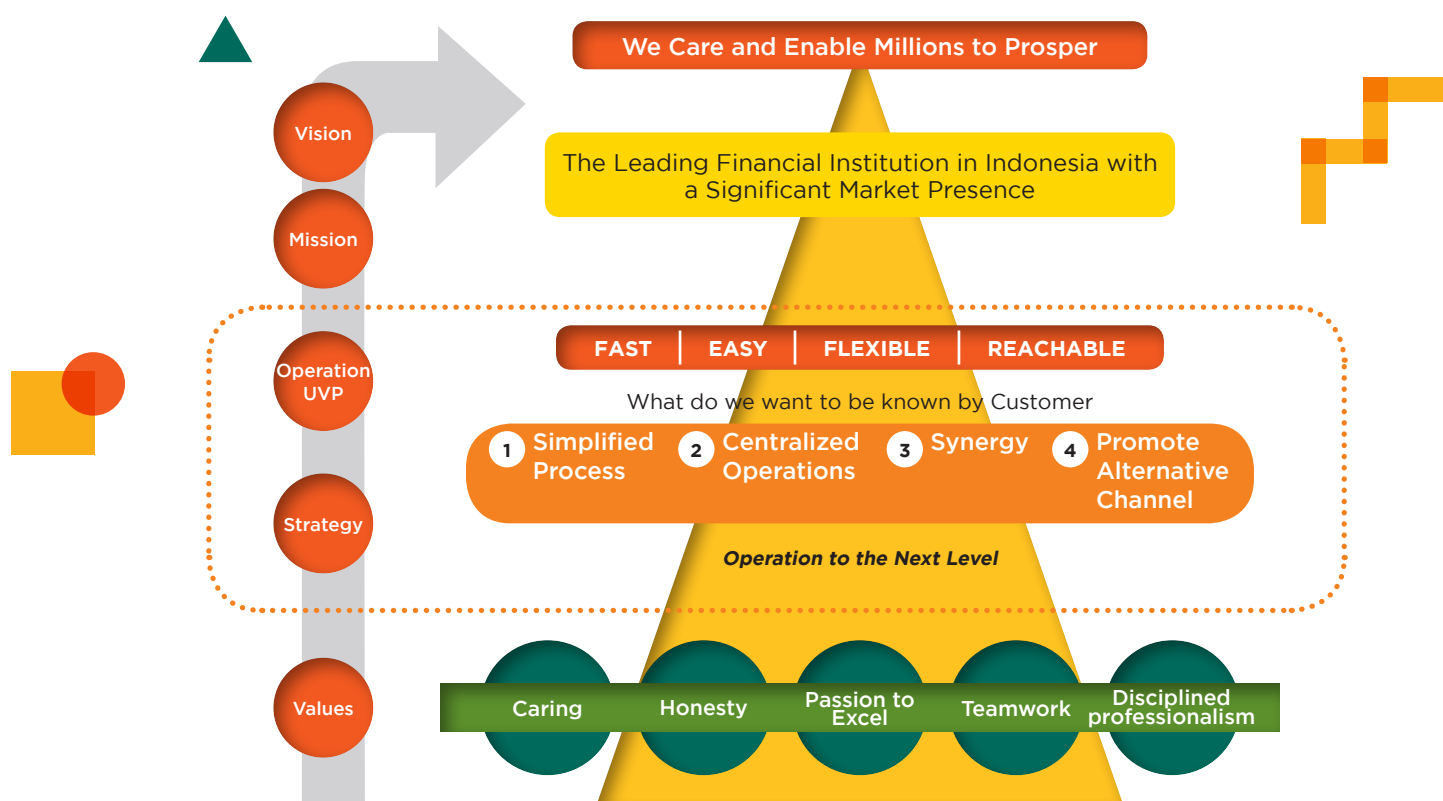 We Care and Enable Millions to Prosper
Vision
The Leading Financial Institution in Indonesia with
a Significant Market Presence
Mission
FAST EASY FLEXIBLE REACHABLE
Operation
UVP
What do we want to be known by Customer
1 Simplified
Process
2 Centralized
Operations
3 Synergy
4 Promote
Alternative
Channel
Strategy
Operation to the Next Level
Values
Caring
Honesty
Passion to
Excel
Teamwork
Disciplined
professionalism